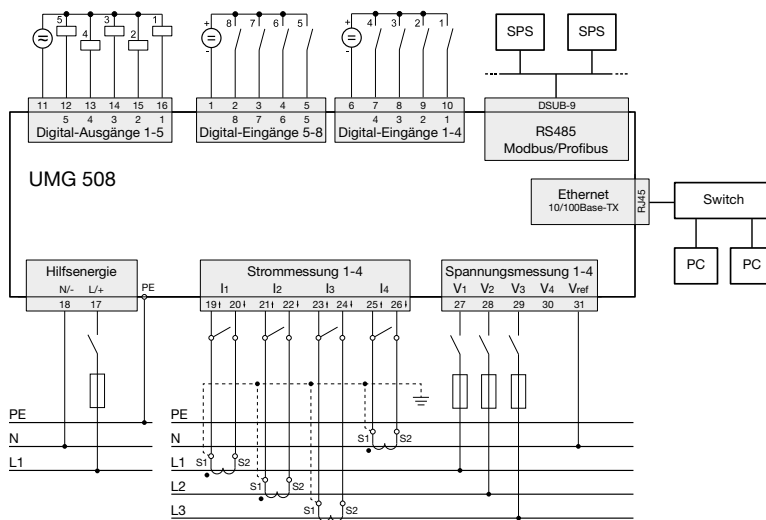 5 3 1
4 2
8 7 6 5
4 3 2 1
SPS SPS
+ -
+ -
11 12 13 14 15 16
5 4 3 2 1
Digital-Ausgänge 1-5
1 2 3 4 5
8 7 6 5
Digital-Eingänge 5-8
6 7 8 9 10
4 3 2 1
Digital-Eingänge 1-4
DSUB-9
RS485
Modbus/Profibus
UMG 508
Ethernet
10/100Base-TX
RJ45
Switch
PC PC
Hilfsenergie
N/- L/+ PE
18 17
Strommessung 1-4
I1 I2 I3 I4
19 20 21 22 23 24 25 26
Spannungsmessung 1-4
V1 V2 V3 V4 Vref
27 28 29 30 31
PE PE
N N
S1 S2
L1 L1
S1 S2
L2
S1 S2
L3
S1 S2